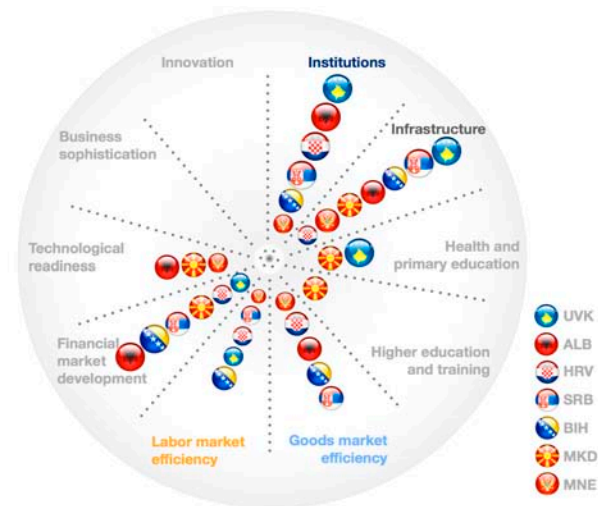 Innovation
Institutions
Business
sophistication
Infrastructure
Technological
readiness
Health and
primary education
Financial
market
development
Higher education
and training
Labor market
efficiency
Goods market
efficiency
UVK
ALB
HRV
SRB
BIH
MKD
MNE